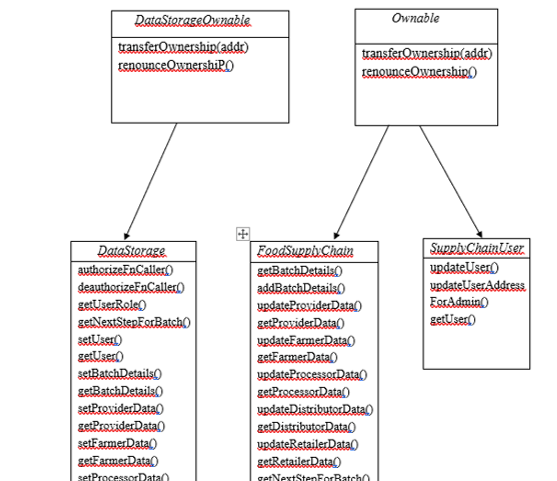 DataStorageOwnable
transferOwnership(addr)
renounceOwnershiP()
Ownable
transferOwnership(addr)
renounceOwnership()
DataStorage
authorizeFnCaller()
deauthorizeFnCaller()
getUserRole()
getNextStepForBatch()
setUser()
getUser()
setBatchDetails()
getBatchDetails()
setProviderData()
getProviderData()
setFarmerData()
getFarmerData()
setProcessorData()
FoodSupplyChain
getBatchDetails()
addBatchDetails()
updateProviderData()
getProviderData()
updateFarmerData()
getFarmerData()
updateProcessorData()
getProcessorData()
updateDistributorData()
getDistributorData()
updateRetailerData()
getRetailerData()
getNextStepForBatch()
SupplyChainUser
updateUser()
updateUserAddress
ForAdmin()
getUser()